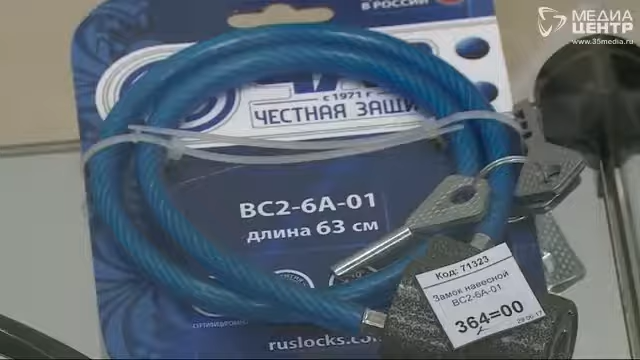 В РОССИИ
МЕДИА
ЦЕНТР
www.35media.ru
с 1971 г
ЧЕСТНАЯ ЗАЩИ
ВС2-6А-01
длина 63 см
ruslocks.com
Код: 71323
Замок навесной
ВС2-6А-01
364=00